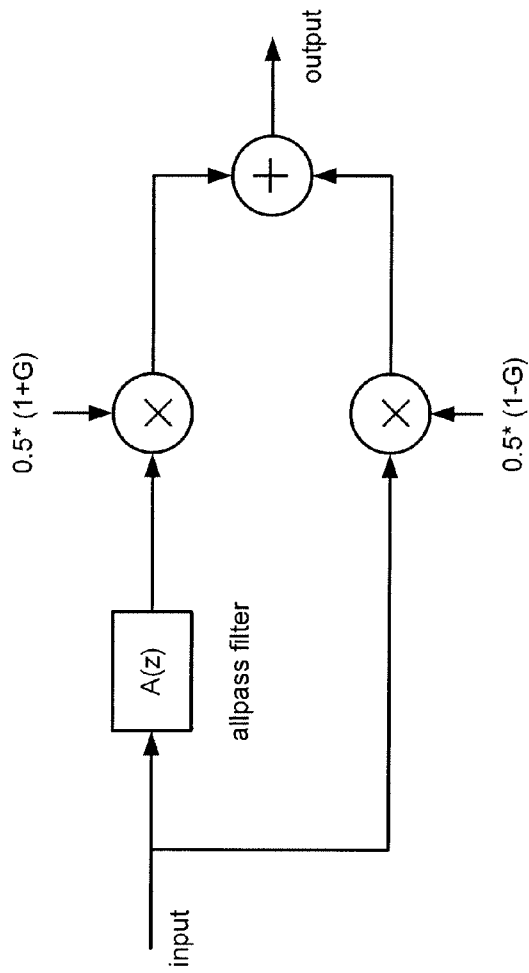 input
A(z)
allpass filter
0.5* (1+G)
0.5* (1-G)
output